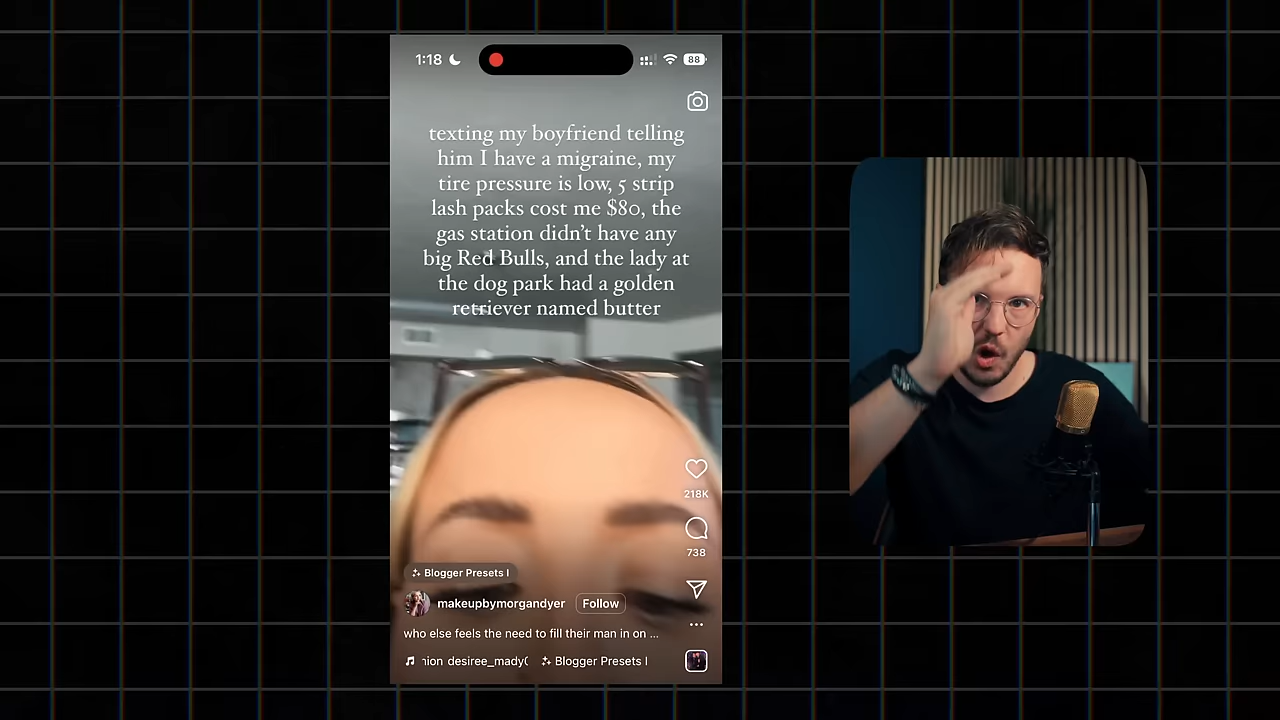 1:18
88
texting my boyfriend telling
him I have a migraine, my
tire pressure is low, 5 strip
lash packs cost me $80, the
gas station didn't have any
big Red Bulls, and the lady at
the dog park had a golden
retriever named butter
218K
738
Blogger Presets I
makeupbymorgandyer Follow
who else feels the need to fill their man in on ...
nion desiree_mady( Blogger Presets I